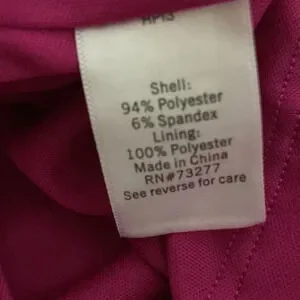 Shell:
94% Polyester
6% Spandex
Lining:
100% Polyester
Made in China
RN#73277
See reverse for care